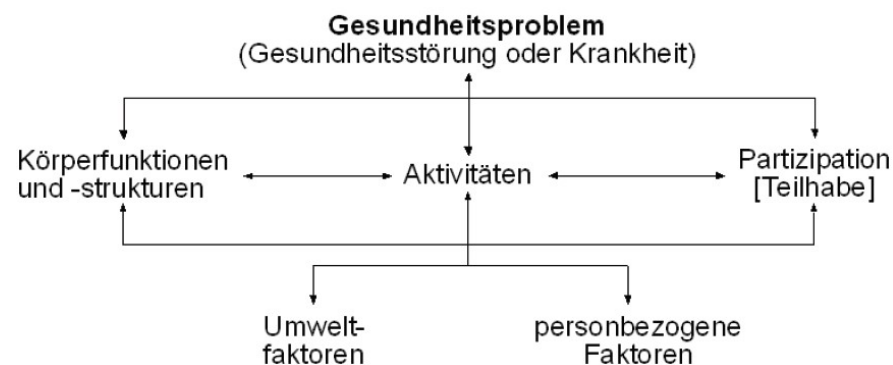 Gesundheitsproblem
(Gesundheitsstörung oder Krankheit)
Körperfunktionen
und -strukturen
Aktivitäten
Partizipation
[Teilhabe]
Umwelt-
faktoren
personbezogene
Faktoren